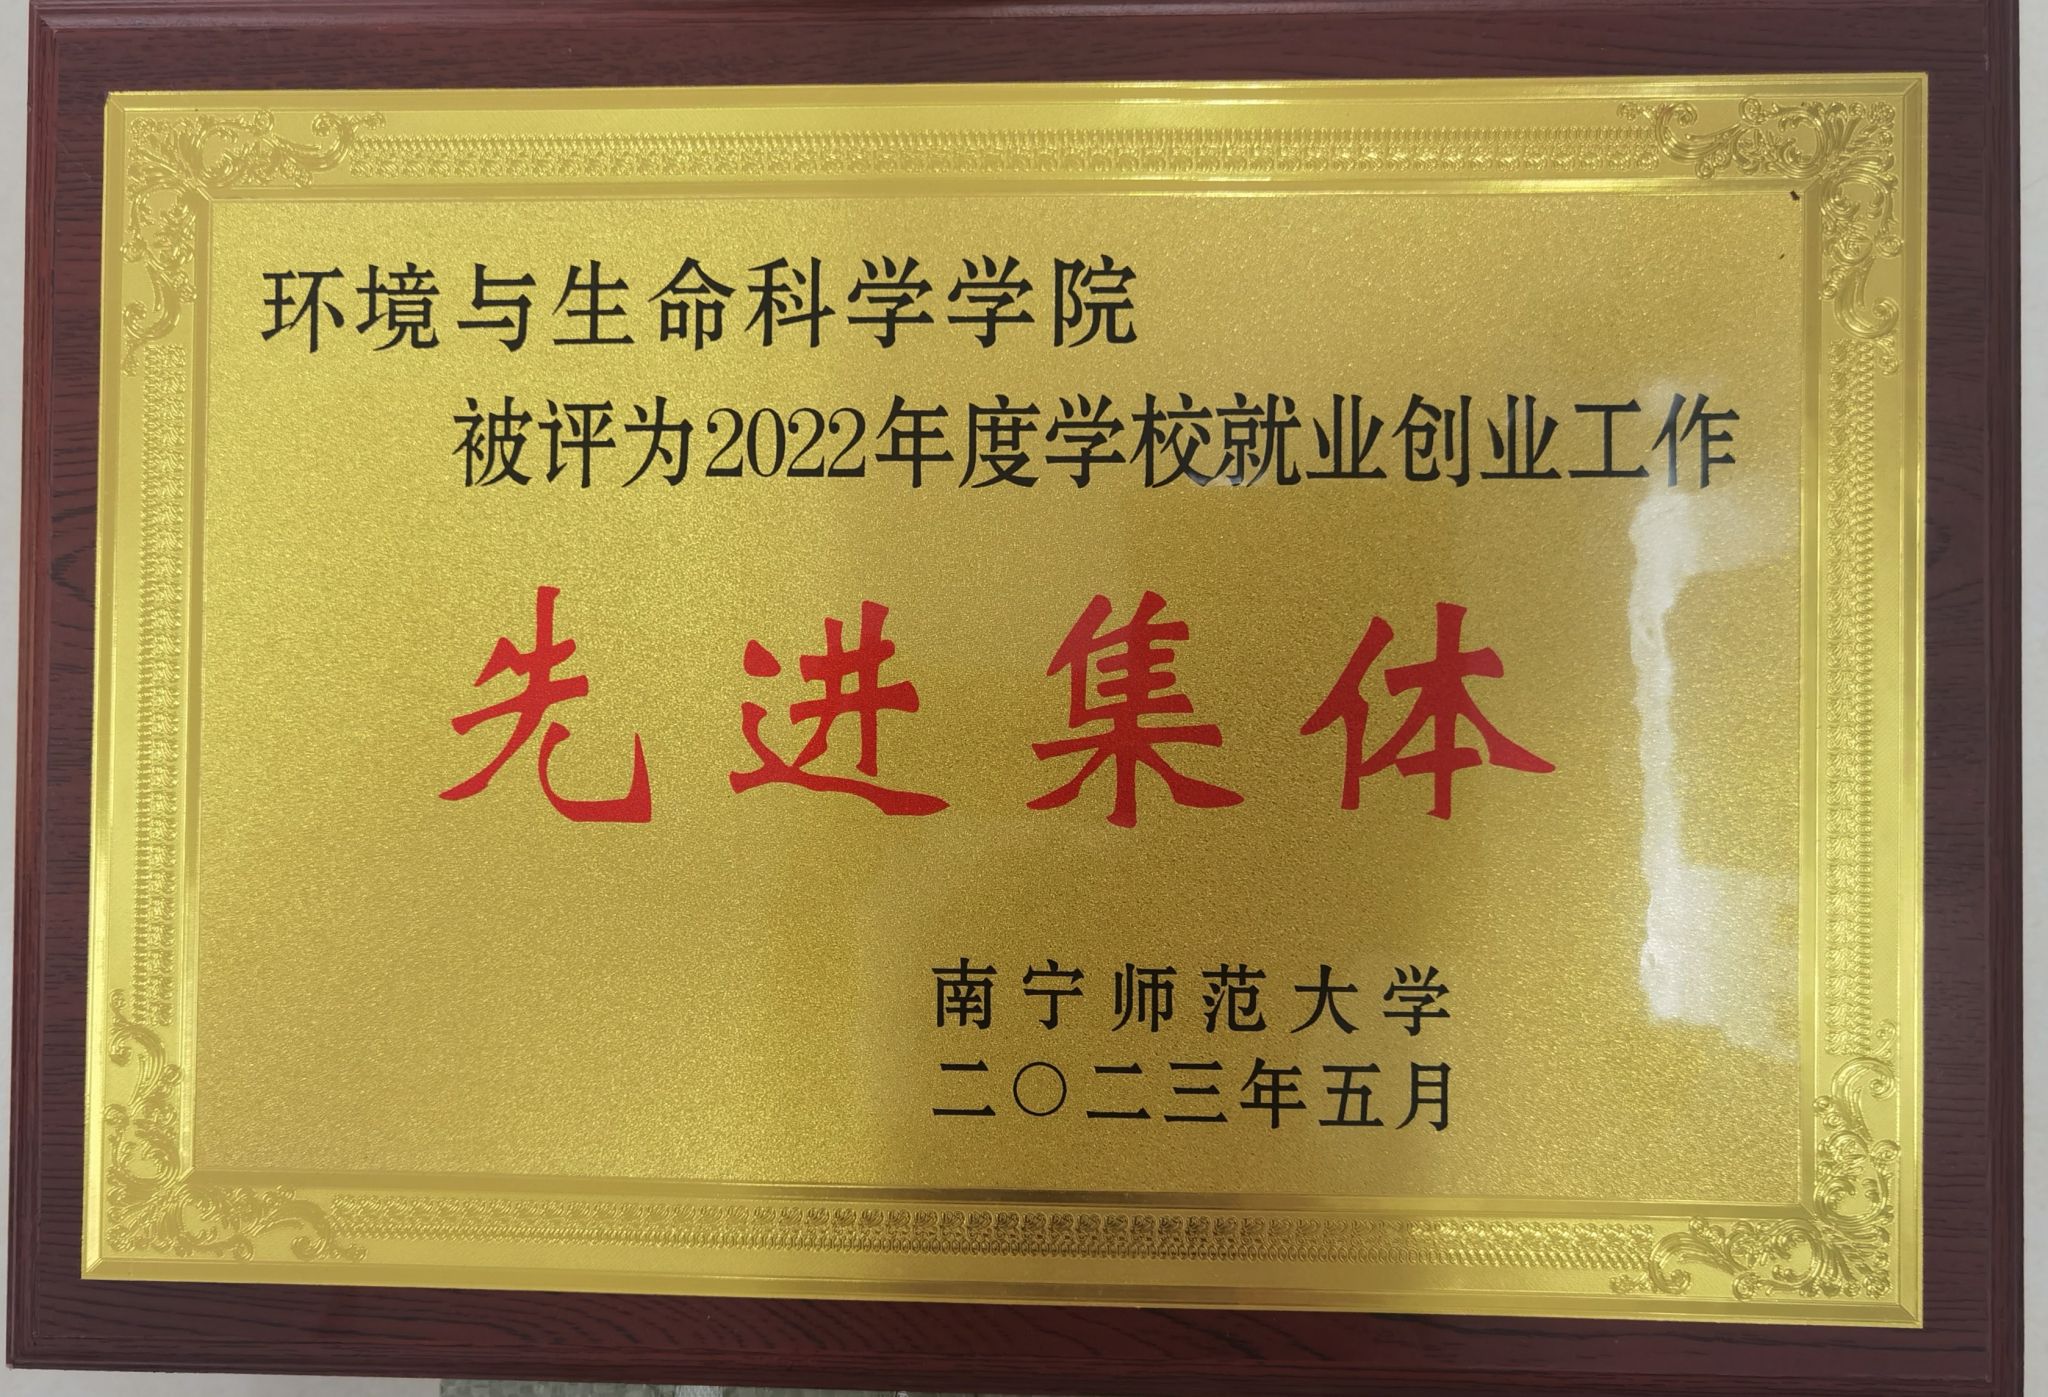 环境与生命科学学院
被评为2022年度学校就业创业工作
先进集体
南宁师范大学
二〇二三年五月